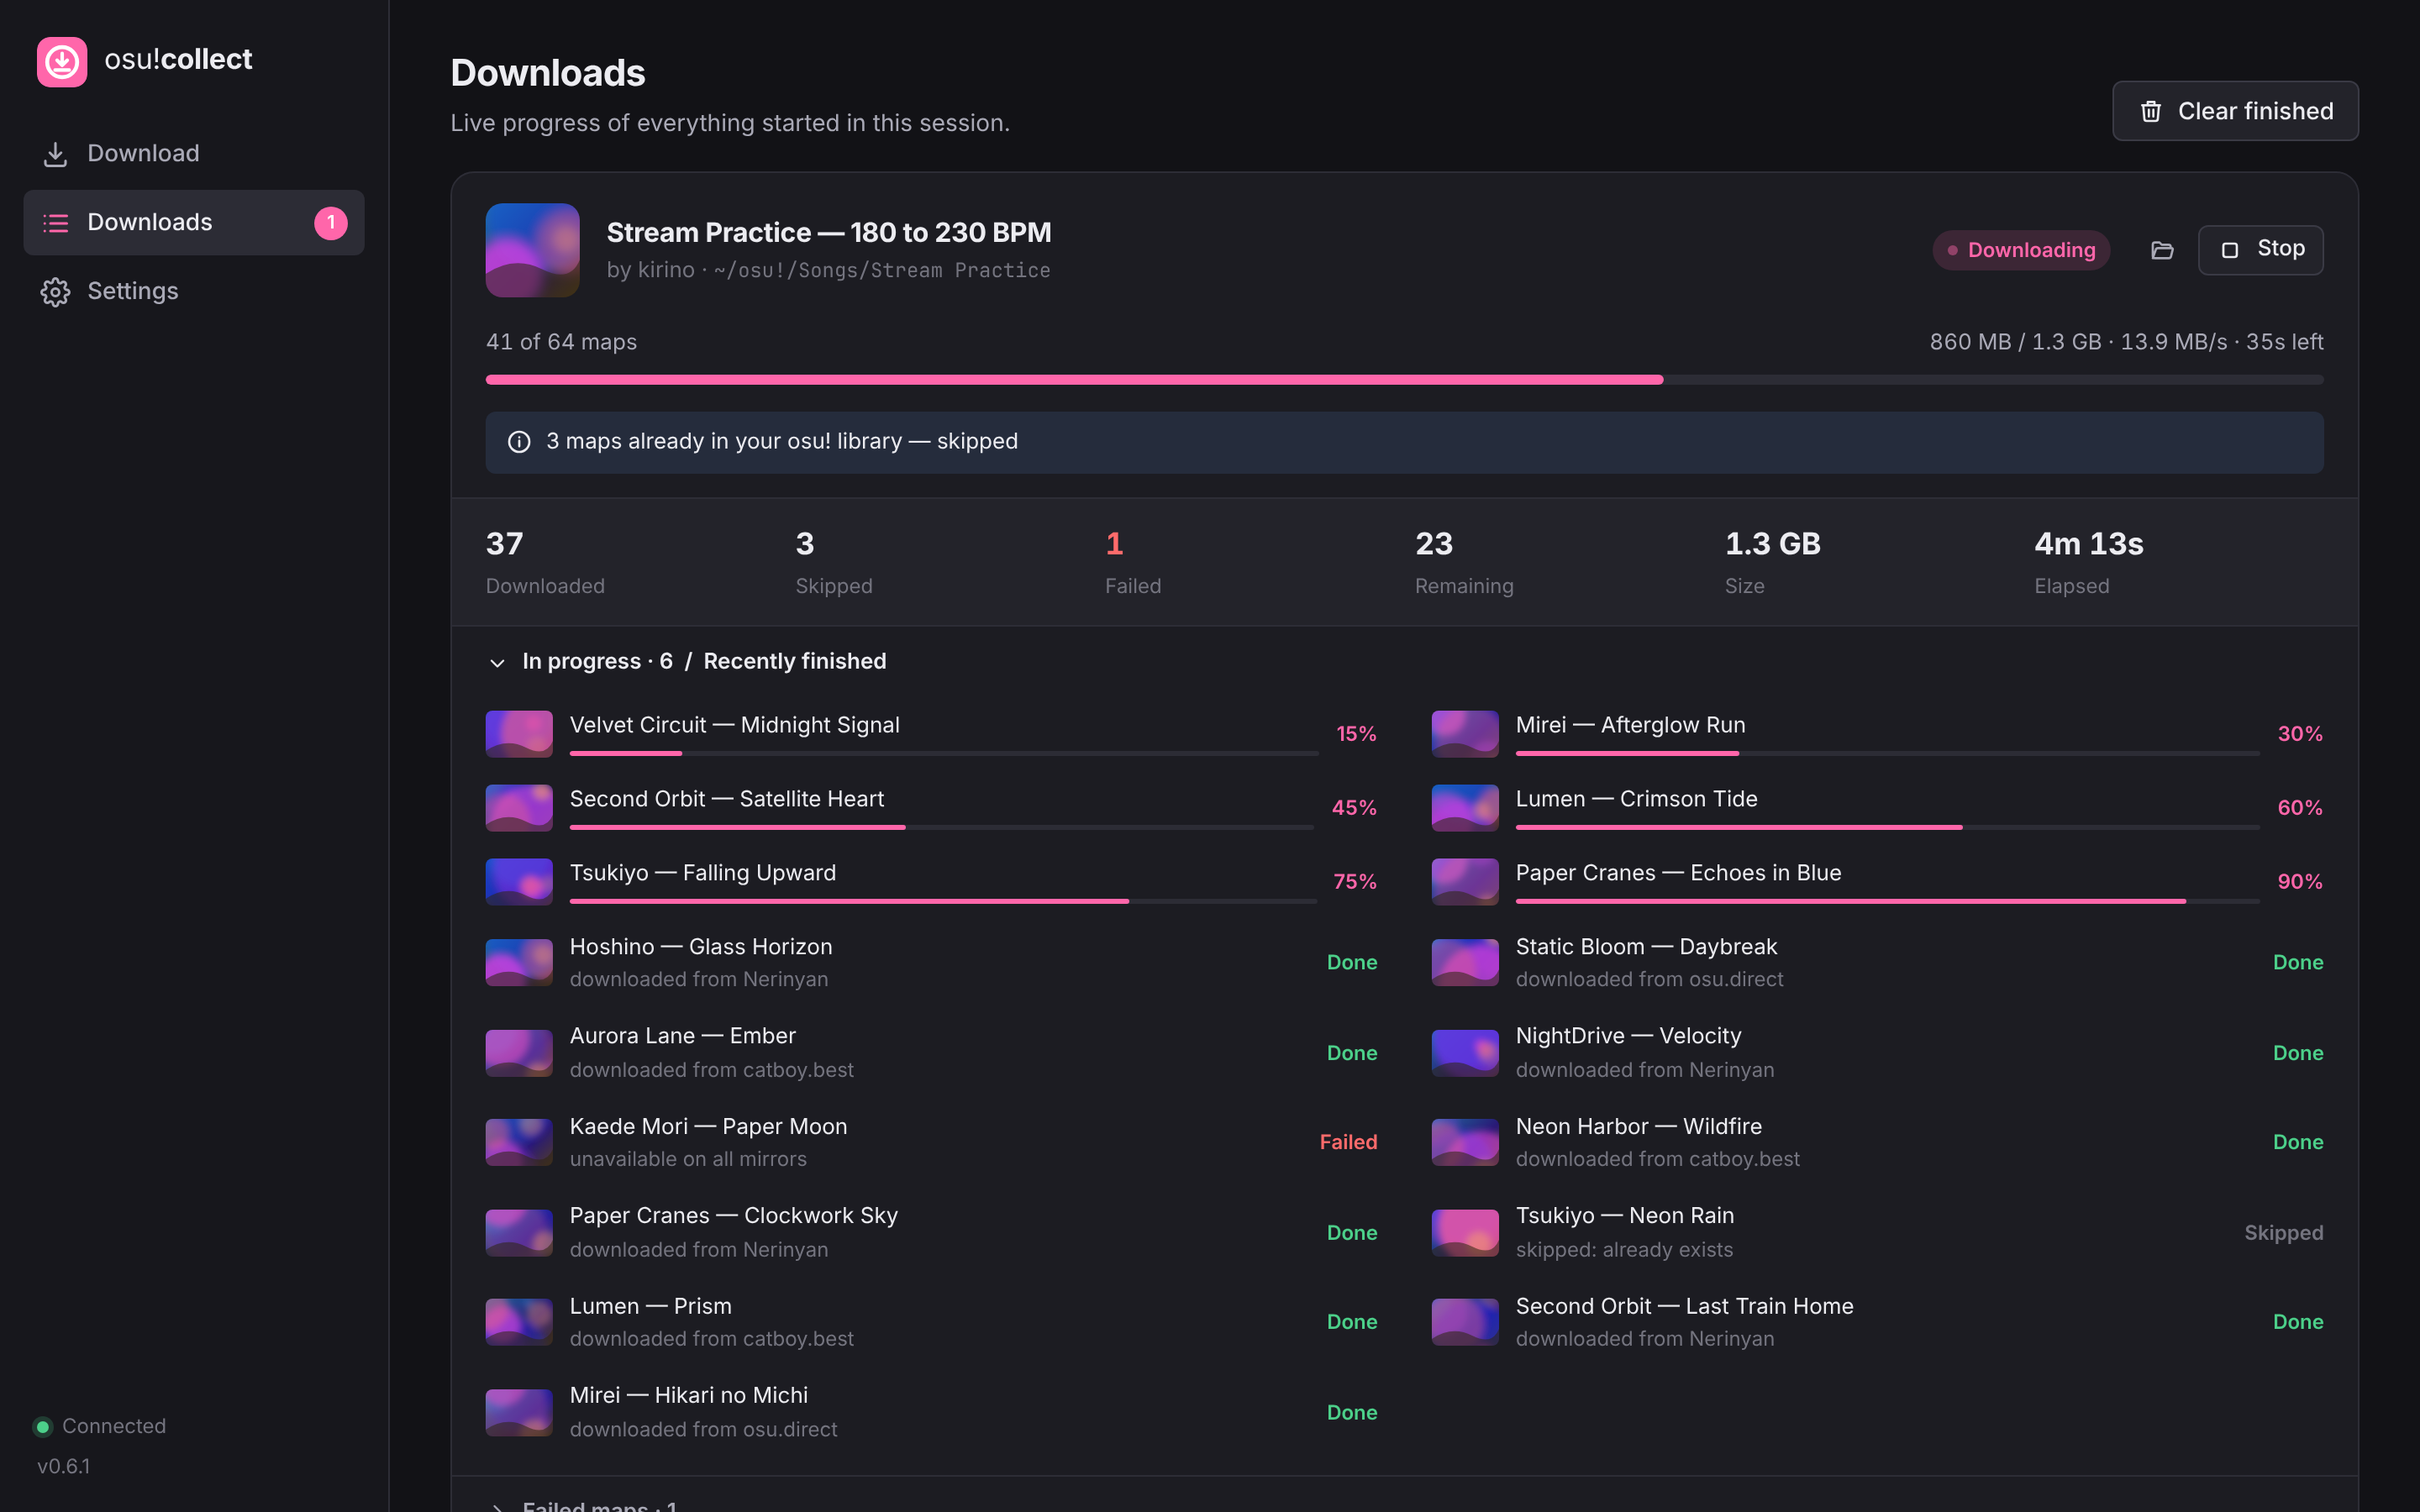 osu!collect
Download
Downloads 1
Settings
Connected
v0.6.1
Downloads
Live progress of everything started in this session.
Clear finished
Stream Practice — 180 to 230 BPM
by kirino · ~/osu!/Songs/Stream Practice
Downloading
Stop
41 of 64 maps
860 MB / 1.3 GB · 13.9 MB/s · 35s left
3 maps already in your osu! library — skipped
37
Downloaded
3
Skipped
1
Failed
23
Remaining
1.3 GB
Size
4m 13s
Elapsed
In progress · 6 / Recently finished
Velvet Circuit — Midnight Signal
15%
Mirei — Afterglow Run
30%
Second Orbit — Satellite Heart
45%
Lumen — Crimson Tide
60%
Tsukiyo — Falling Upward
75%
Paper Cranes — Echoes in Blue
90%
Hoshino — Glass Horizon
downloaded from Nerinyan
Done
Static Bloom — Daybreak
downloaded from osu.direct
Done
Aurora Lane — Ember
downloaded from catboy.best
Done
NightDrive — Velocity
downloaded from Nerinyan
Done
Kaede Mori — Paper Moon
unavailable on all mirrors
Failed
Neon Harbor — Wildfire
downloaded from catboy.best
Done
Paper Cranes — Clockwork Sky
downloaded from Nerinyan
Done
Tsukiyo — Neon Rain
skipped: already exists
Skipped
Lumen — Prism
downloaded from catboy.best
Done
Second Orbit — Last Train Home
downloaded from Nerinyan
Done
Mirei — Hikari no Michi
downloaded from osu.direct
Done
Failed maps · 1